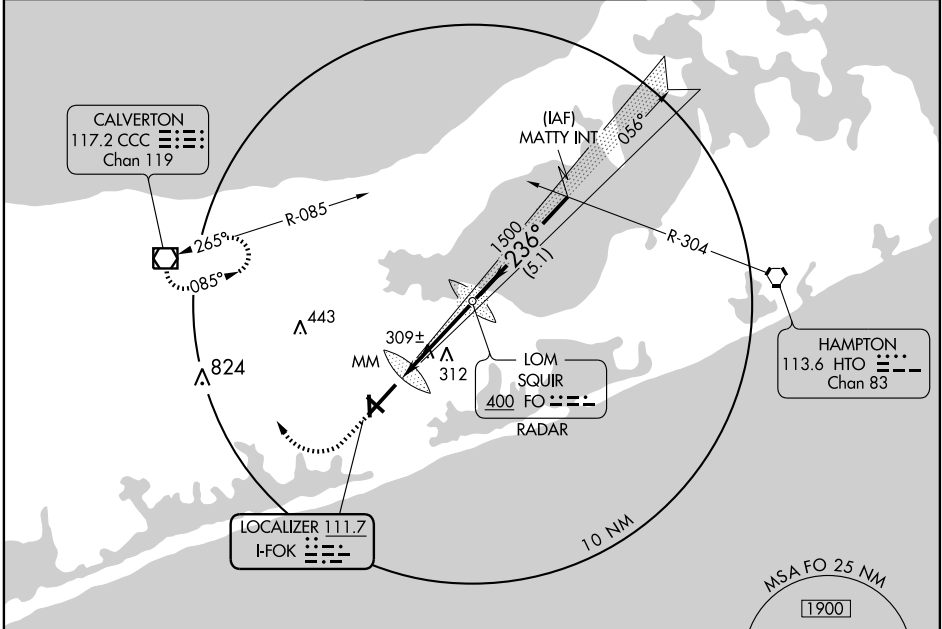 CALVERTON
117.2 CCC
Chan 119
(IAF)
MATTY INT
056°
R-085
265°
085°
1500
236°
(5.1)
R-304
443
309±
MM
312
824
LOM
SQUIR
400 FO
RADAR
HAMPTON
113.6 HTO
Chan 83
LOCALIZER 111.7
I-FOK
10 NM
MSA FO 25 NM
1900